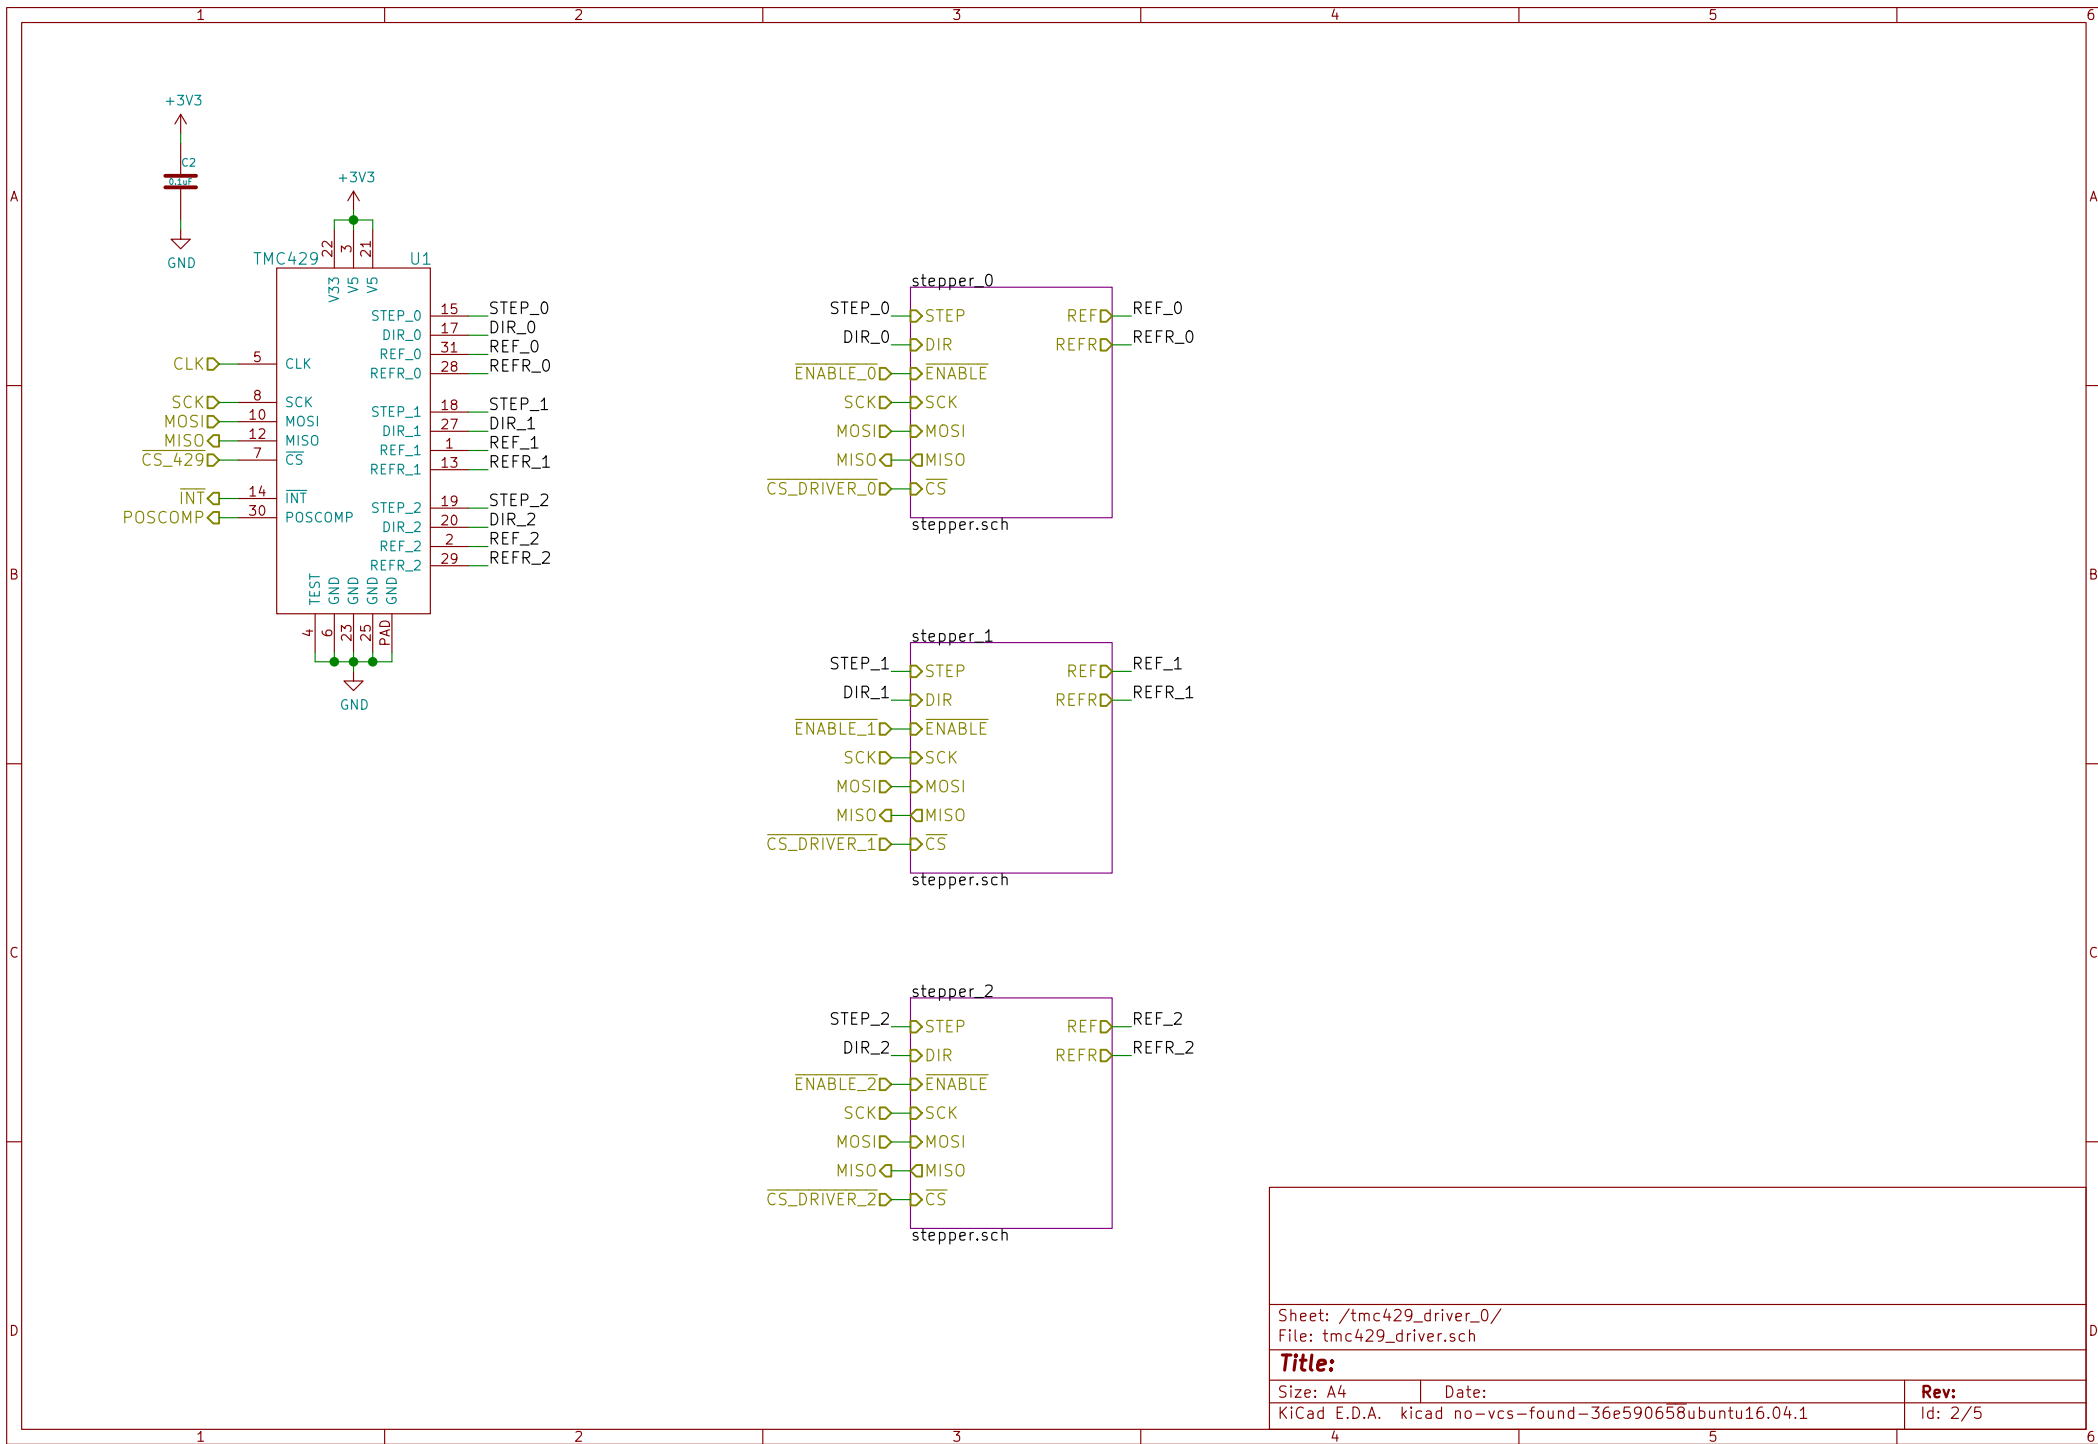 1 2 3 4 5 6
+3V3
C2
0.1uF
GND
+3V3
22 3 21
TMC429 U1
V33 V5 V5
STEP_0 15 STEP_0
DIR_0 17 DIR_0
REF_0 31 REF_0
REFR_0 28 REFR_0
CLK 5 CLK
SCK 8 SCK
MOSI 10 MOSI
MISO 12 MISO
CS_429 7 CS
INT 14 INT
POSCOMP 30 POSCOMP
STEP_1 18 STEP_1
DIR_1 27 DIR_1
REF_1 1 REF_1
REFR_1 13 REFR_1
STEP_2 19 STEP_2
DIR_2 20 DIR_2
REF_2 2 REF_2
REFR_2 29 REFR_2
TEST GND GND GND GND
4 6 23 25 PAD
GND
stepper_0
STEP_0 STEP REF REF_0
DIR_0 DIR REFR REFR_0
ENABLE_0 ENABLE
SCK SCK
MOSI MOSI
MISO MISO
CS_DRIVER_0 CS
stepper.sch
stepper_1
STEP_1 STEP REF REF_1
DIR_1 DIR REFR REFR_1
ENABLE_1 ENABLE
SCK SCK
MOSI MOSI
MISO MISO
CS_DRIVER_1 CS
stepper.sch
stepper_2
STEP_2 STEP REF REF_2
DIR_2 DIR REFR REFR_2
ENABLE_2 ENABLE
SCK SCK
MOSI MOSI
MISO MISO
CS_DRIVER_2 CS
stepper.sch
A A
B B
C C
D D
Sheet: /tmc429_driver_0/
File: tmc429_driver.sch
Title:
Size: A4 Date: Rev:
KiCad E.D.A. kicad no-vcs-found-36e590658ubuntu16.04.1 Id: 2/5
1 2 3 4 5 6